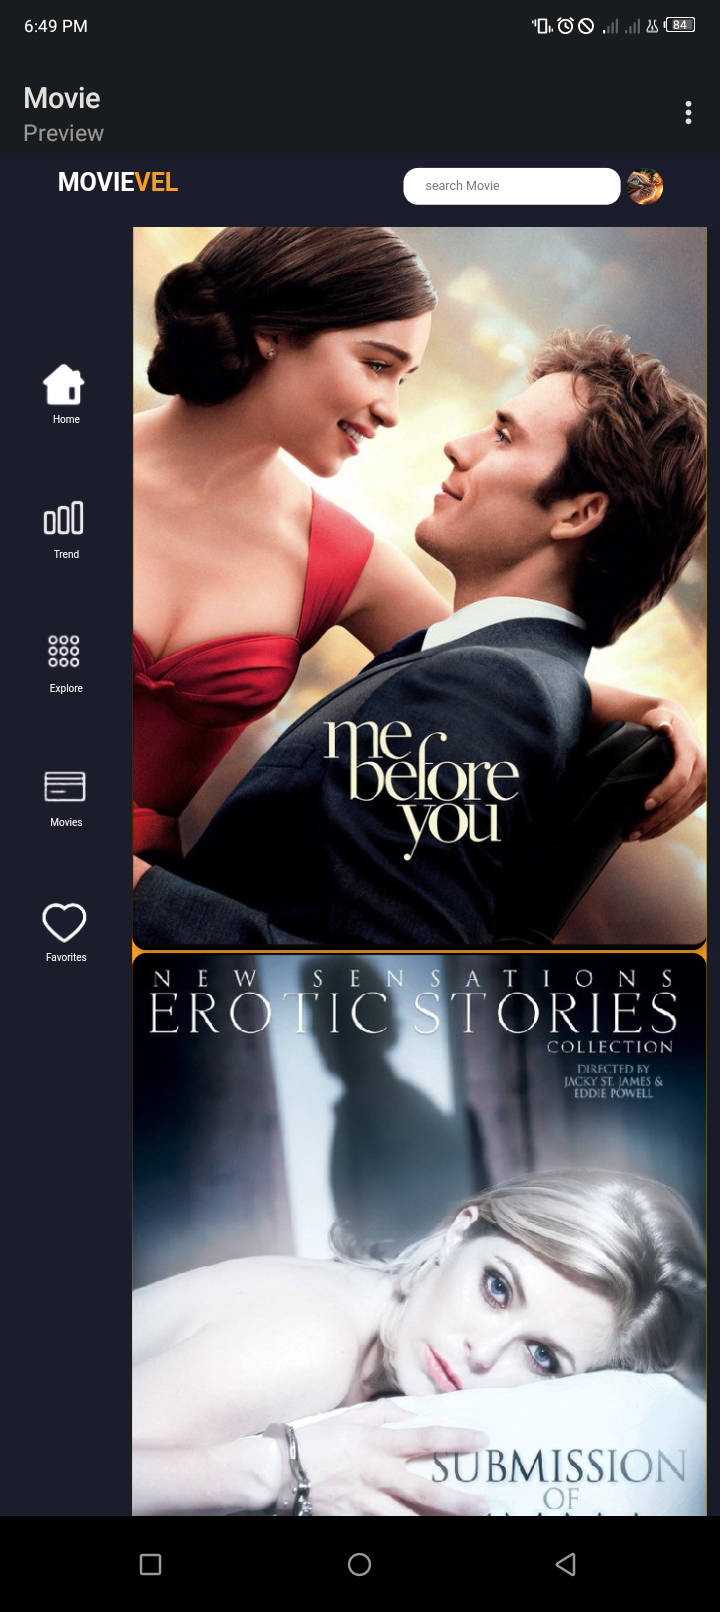 6:49 PM
84
Movie
Preview
MOVIEVEL
search Movie
Home
Trend
Explore
Movies
Favorites
me
before
you
NEW SENSATIONS
EROTIC STORIES
COLLECTION
DIRECTED BY
JACKY ST. JAMES &
EDDIE POWELL
SUBMISSION
OF